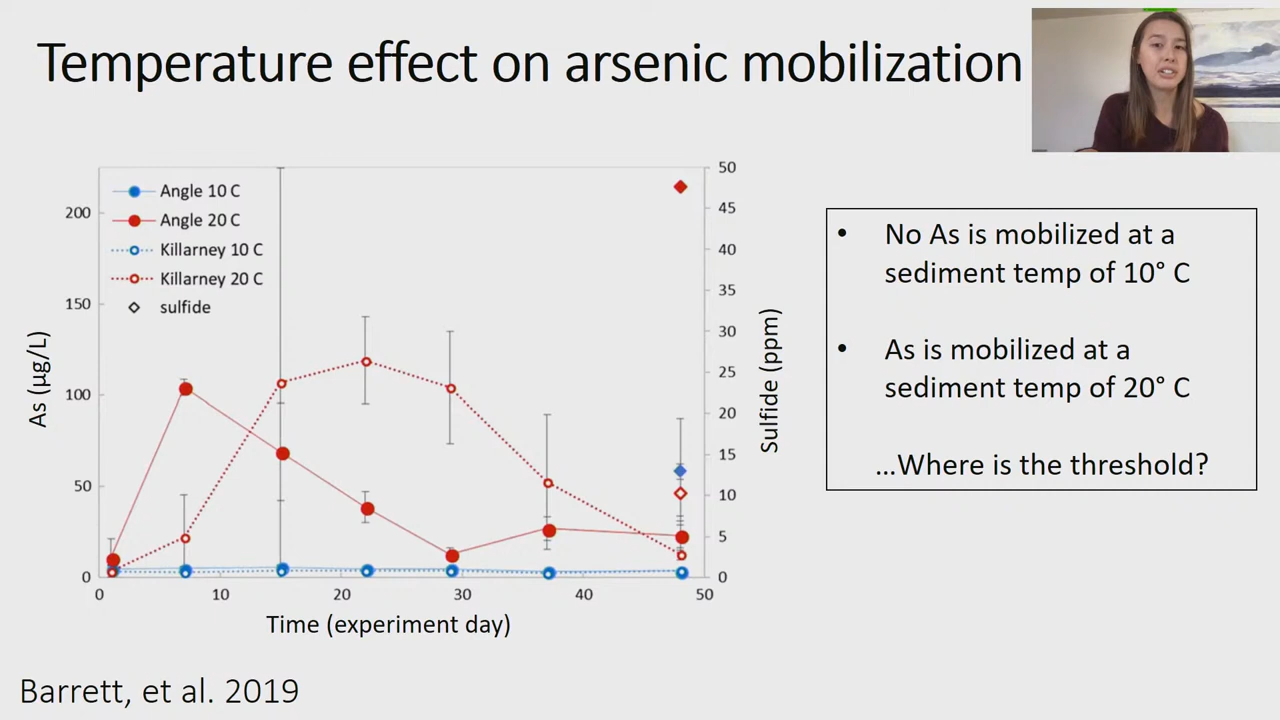 Temperature effect on arsenic mobilization
Angle 10 C
Angle 20 C
Killarney 10 C
Killarney 20 C
sulfide
200
150
100
50
0
As (µg/L)
50
45
40
35
30
25
20
15
10
5
0
Sulfide (ppm)
0 10 20 30 40 50
Time (experiment day)
• No As is mobilized at a
sediment temp of 10° C
• As is mobilized at a
sediment temp of 20° C
...Where is the threshold?
Barrett, et al. 2019